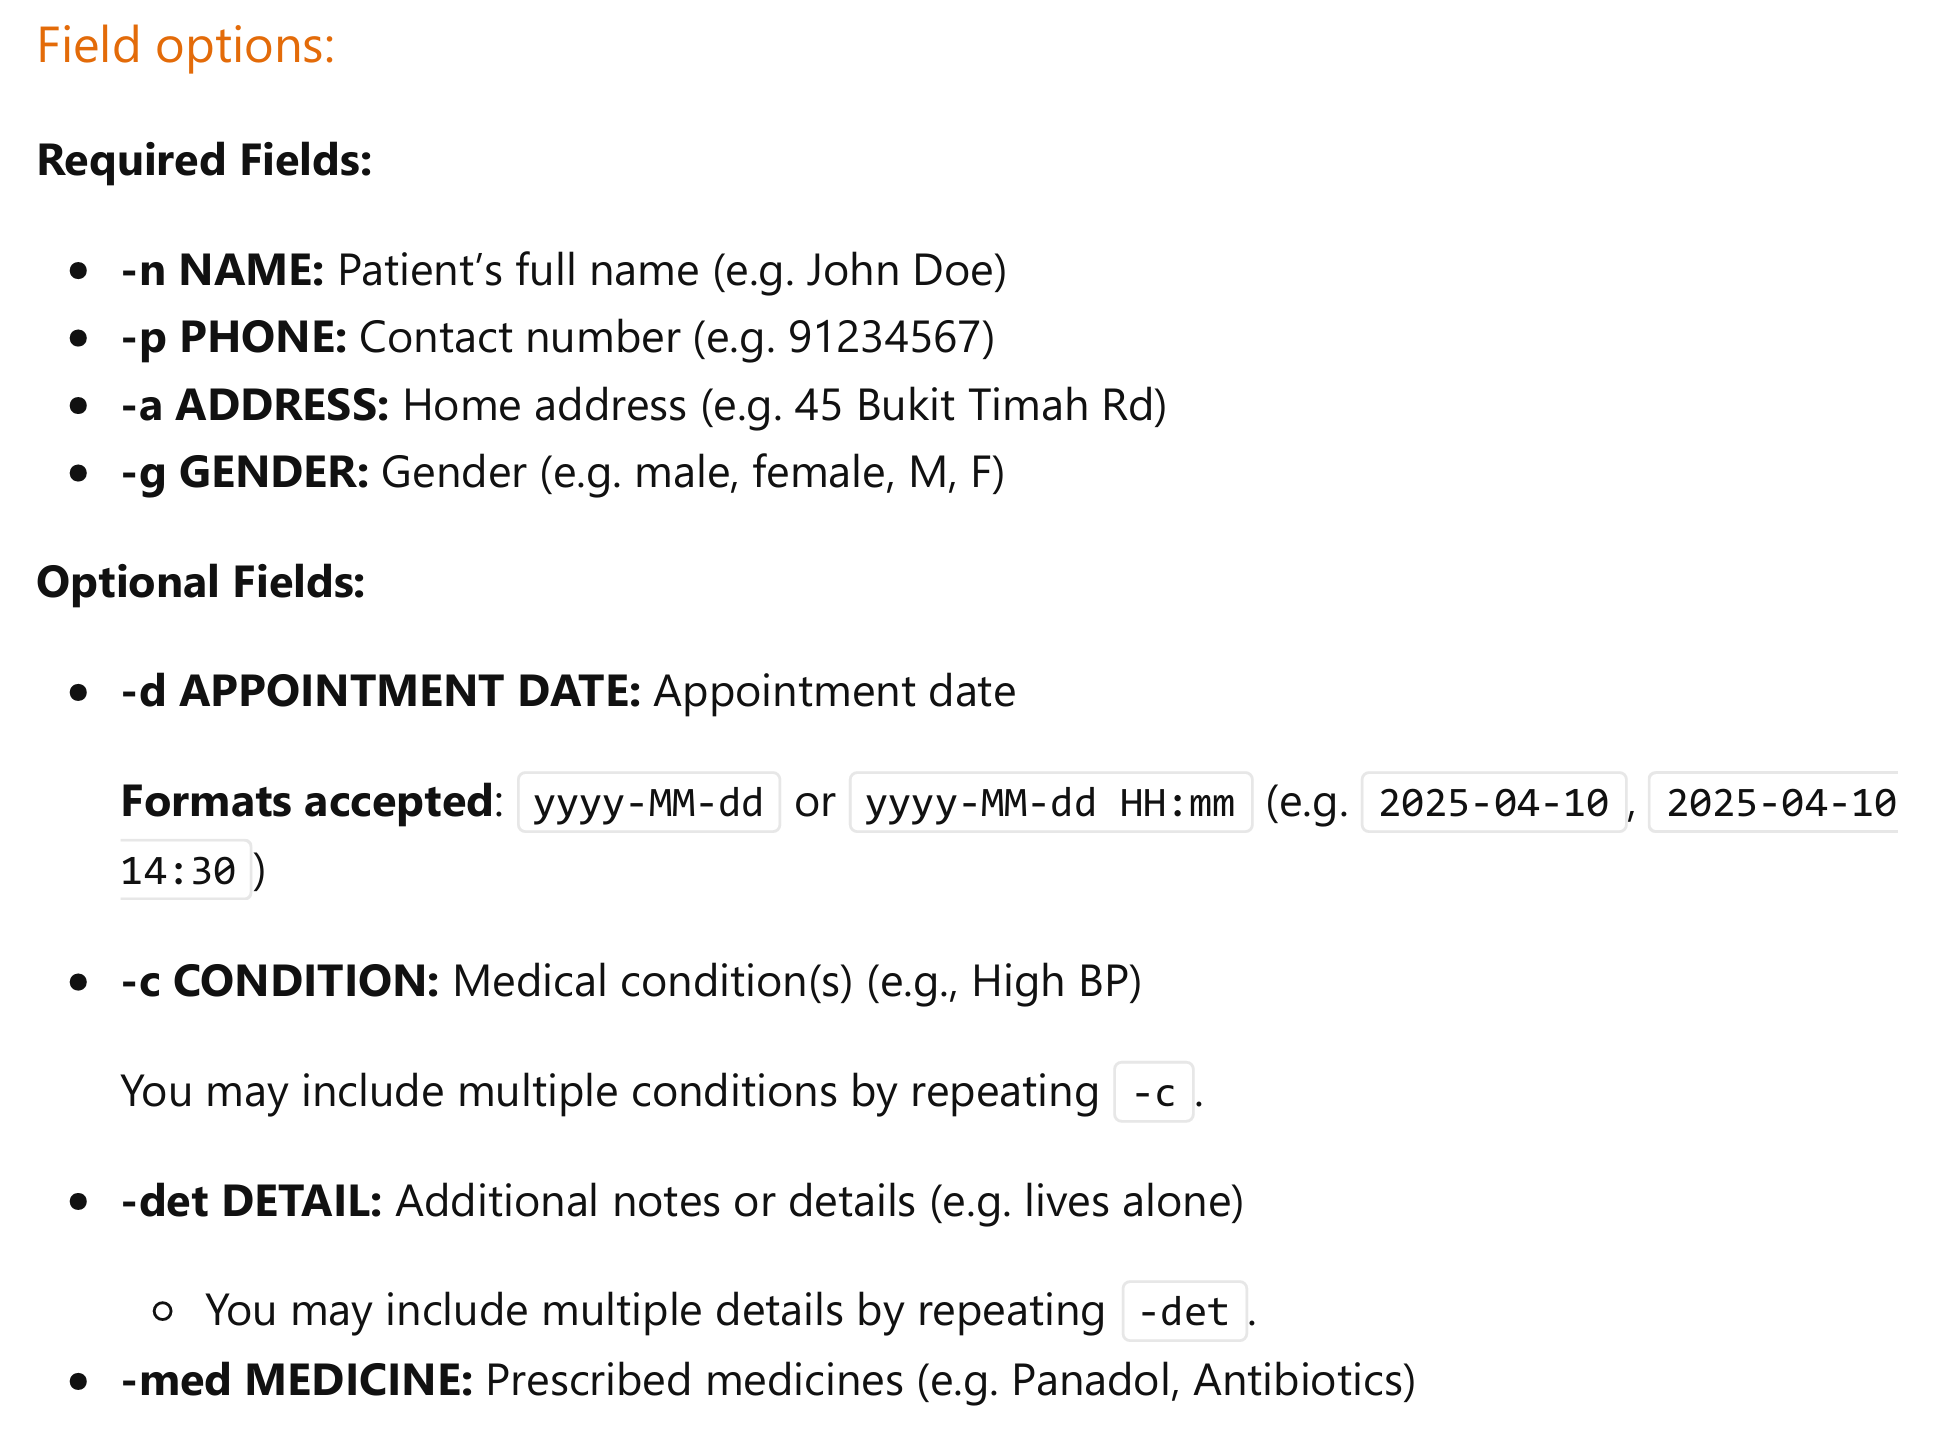 Field options:
Required Fields:
-n NAME: Patient’s full name (e.g. John Doe)
-p PHONE: Contact number (e.g. 91234567)
-a ADDRESS: Home address (e.g. 45 Bukit Timah Rd)
-g GENDER: Gender (e.g. male, female, M, F)
Optional Fields:
-d APPOINTMENT DATE: Appointment date
Formats accepted: yyyy-MM-dd or yyyy-MM-dd HH:mm (e.g. 2025-04-10, 2025-04-10
14:30)
-c CONDITION: Medical condition(s) (e.g., High BP)
You may include multiple conditions by repeating -c.
-det DETAIL: Additional notes or details (e.g. lives alone)
You may include multiple details by repeating -det.
-med MEDICINE: Prescribed medicines (e.g. Panadol, Antibiotics)